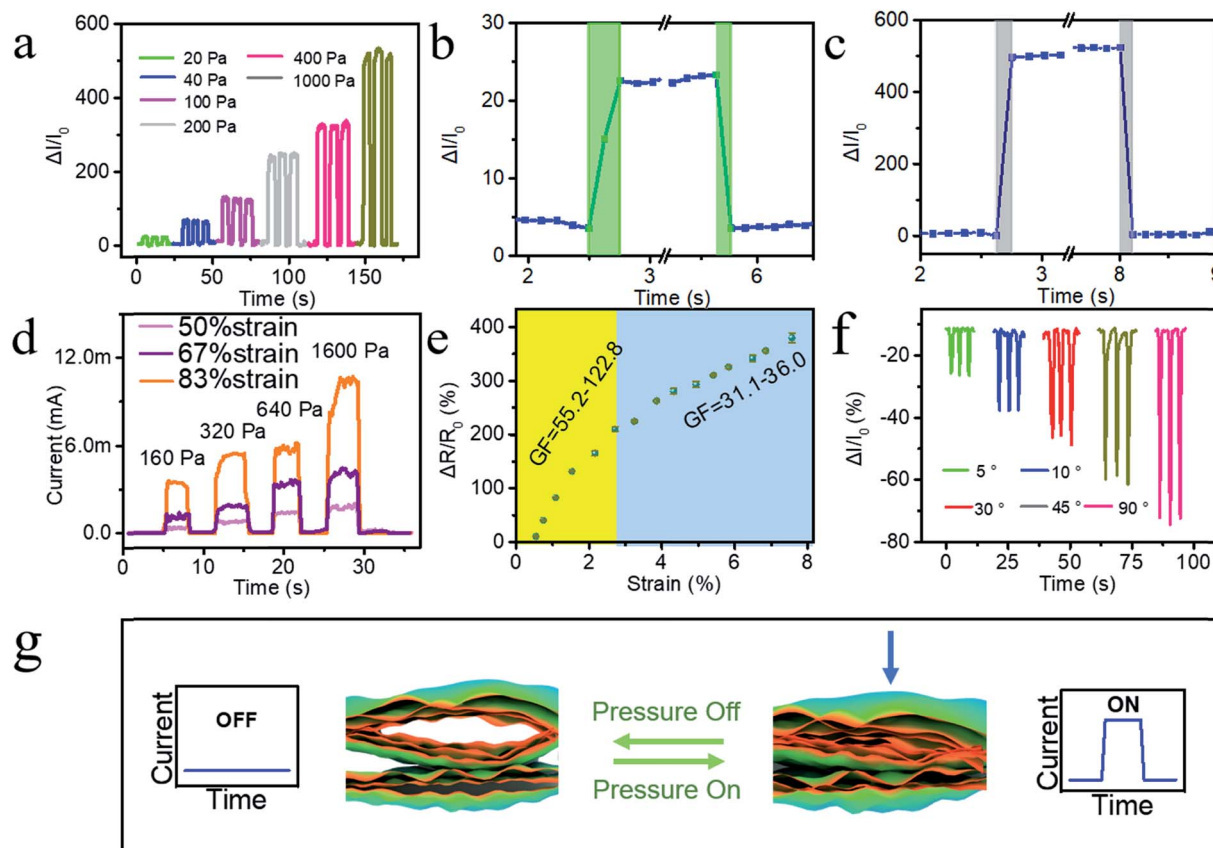 a
600
400
200
0
ΔI/I₀
20 Pa
40 Pa
100 Pa
200 Pa
400 Pa
1000 Pa
0 50 100 150
Time (s)
b
30
20
10
0
ΔI/I₀
2 3 6
Time (s)
c
600
400
200
0
ΔI/I₀
2 3 8 9
Time (s)
d
12.0m
6.0m
0.0
Current (mA)
50%strain
67%strain
83%strain
160 Pa
320 Pa
640 Pa
1600 Pa
0 10 20 30
Time (s)
e
400
300
200
100
0
ΔR/R₀ (%)
GF=55.2-122.8
GF=31.1-36.0
0 1 2 3 4 5 6 7 8
Strain (%)
f
-20
-40
-60
-80
ΔI/I₀ (%)
5 °
10 °
30 °
45 °
90 °
0 25 50 75 100
Time (s)
g
Current
OFF
Time
Pressure Off
Pressure On
Current
ON
Time